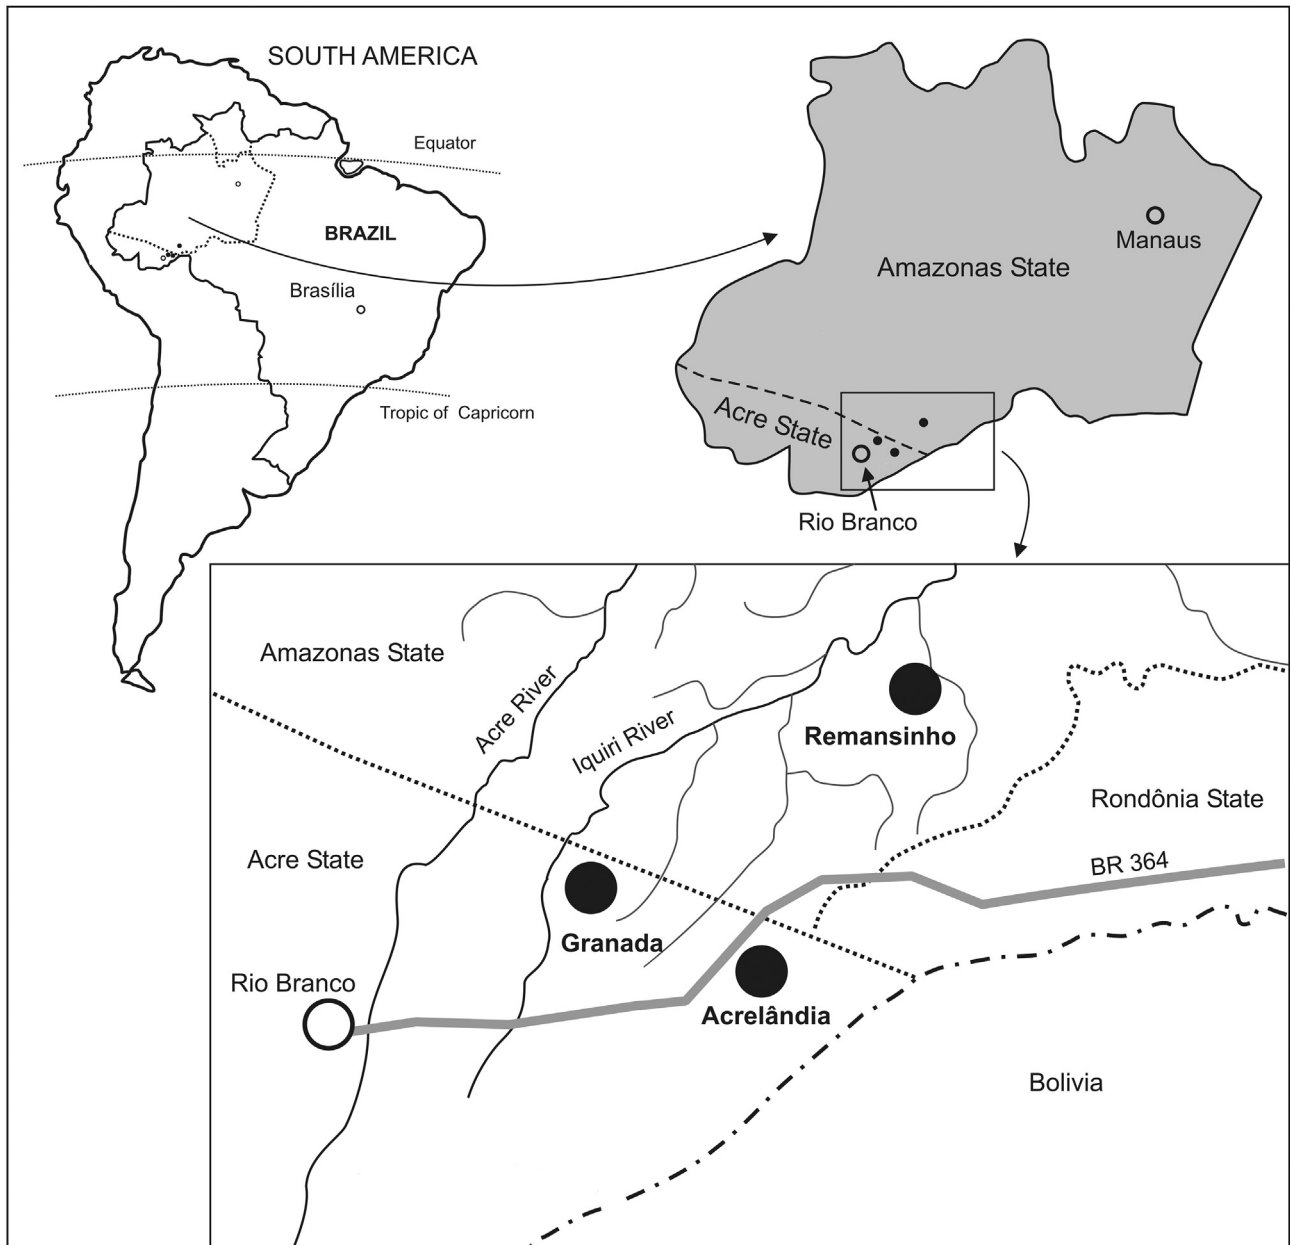 SOUTH AMERICA
Equator
BRAZIL
Brasília
Tropic of Capricorn
Manaus
Amazonas State
Acre State
Rio Branco
Amazonas State
Acre River
Iquiri River
Remansinho
Rondônia State
BR 364
Acre State
Granada
Rio Branco
Acrelândia
Bolivia